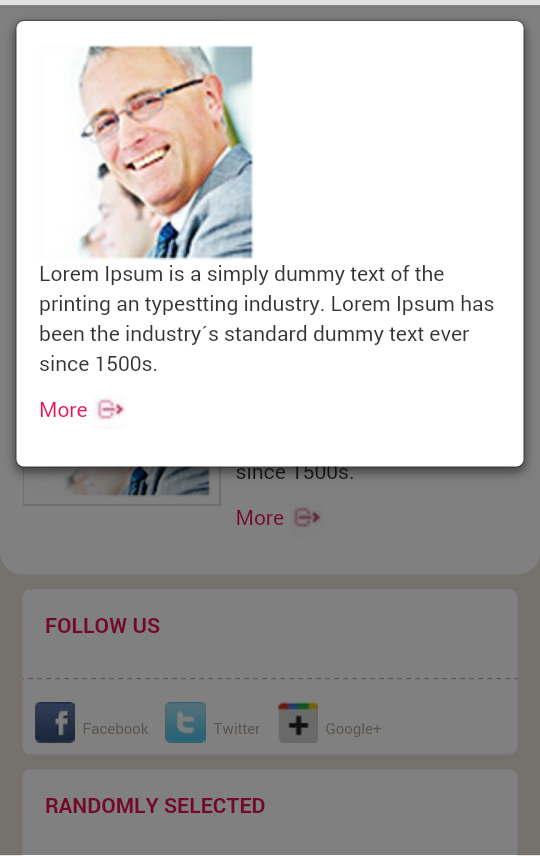 Lorem Ipsum is a simply dummy text of the
printing an typestting industry. Lorem Ipsum has
been the industry´s standard dummy text ever
since 1500s.
More
since 1500s.
More
FOLLOW US
Facebook Twitter Google+
RANDOMLY SELECTED